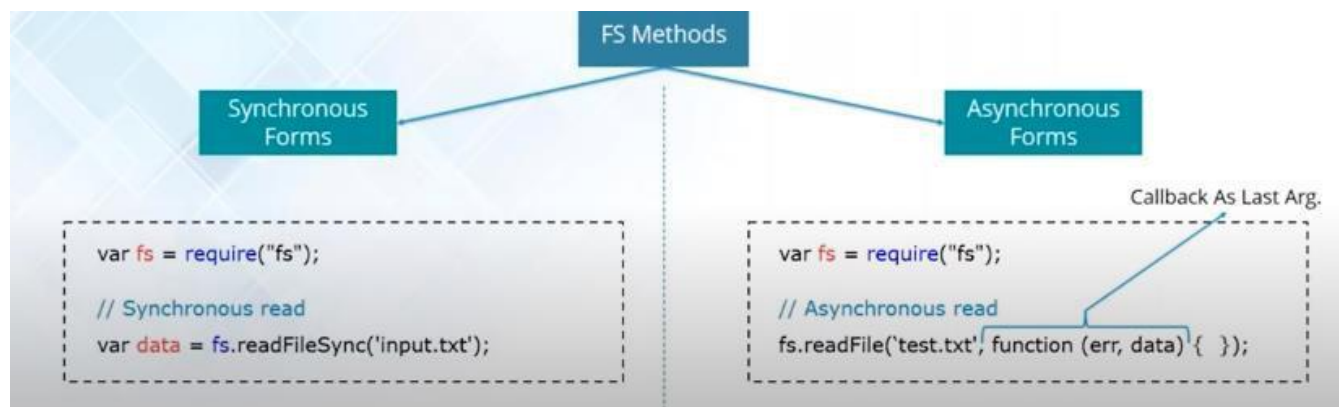 FS Methods
Synchronous
Forms
Asynchronous
Forms
Callback As Last Arg.
var fs = require("fs");
// Synchronous read
var data = fs.readFileSync('input.txt');
var fs = require("fs");
// Asynchronous read
fs.readFile(‘test.txt', function (err, data) { });